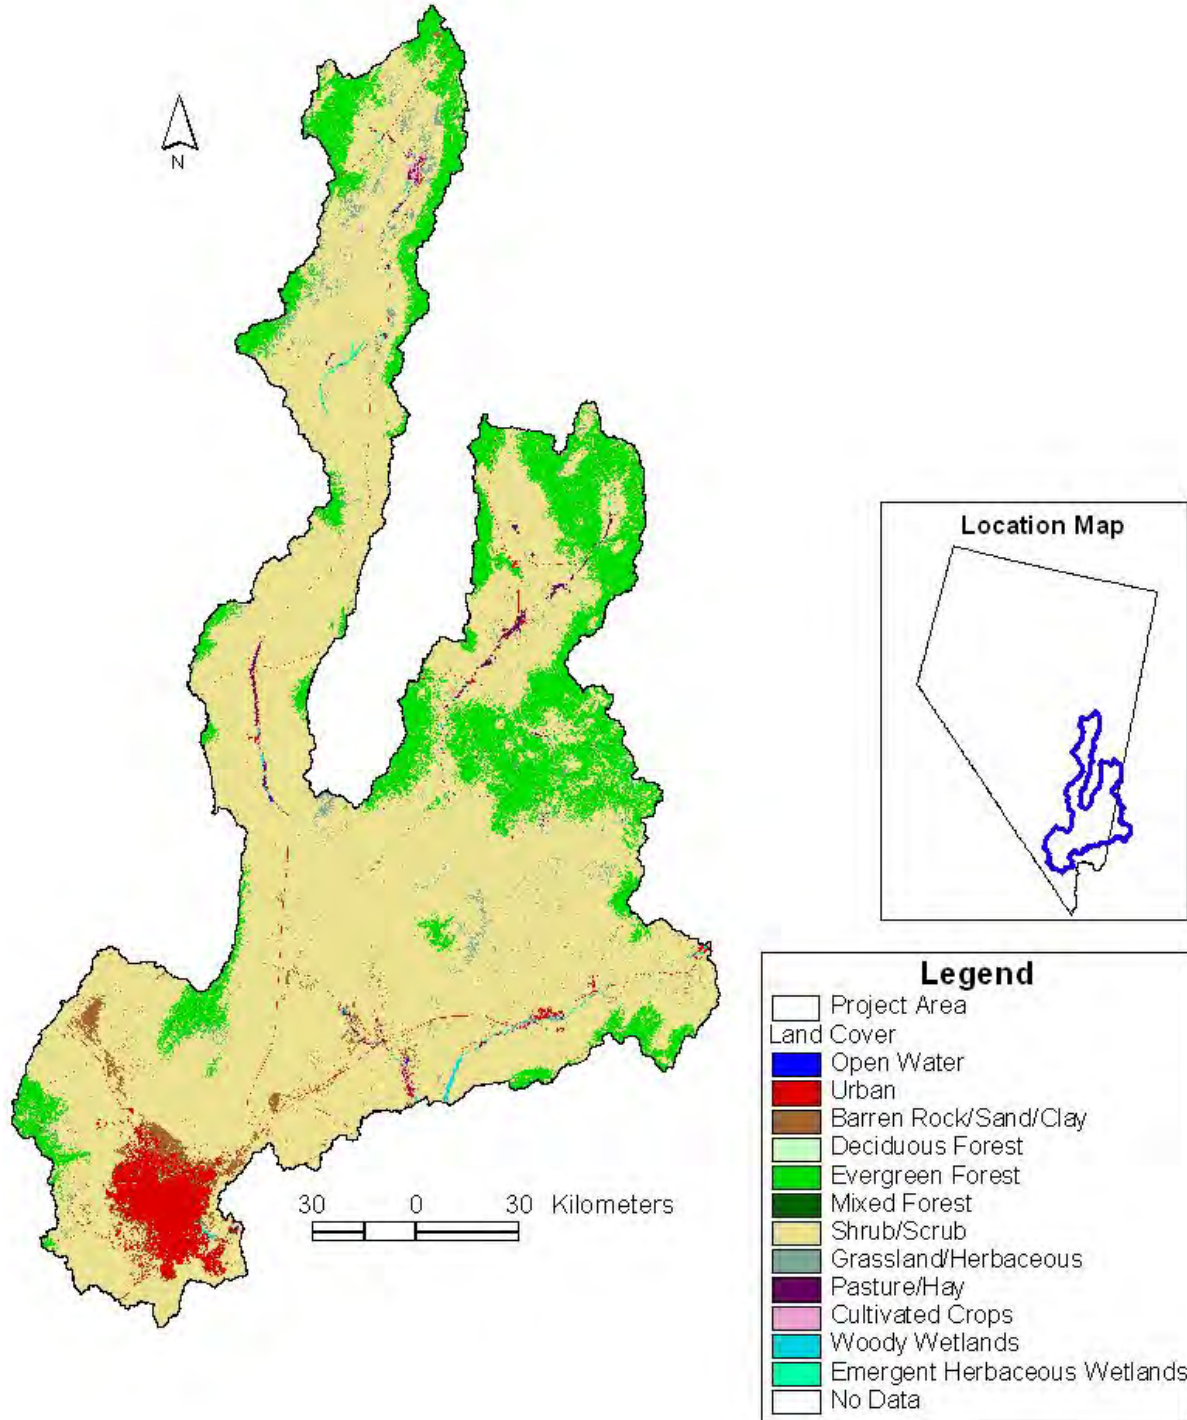 N
Location Map
Legend
Project Area
Land Cover
Open Water
Urban
Barren Rock/Sand/Clay
Deciduous Forest
Evergreen Forest
Mixed Forest
Shrub/Scrub
Grassland/Herbaceous
Pasture/Hay
Cultivated Crops
Woody Wetlands
Emergent Herbaceous Wetlands
No Data
30 0 30 Kilometers